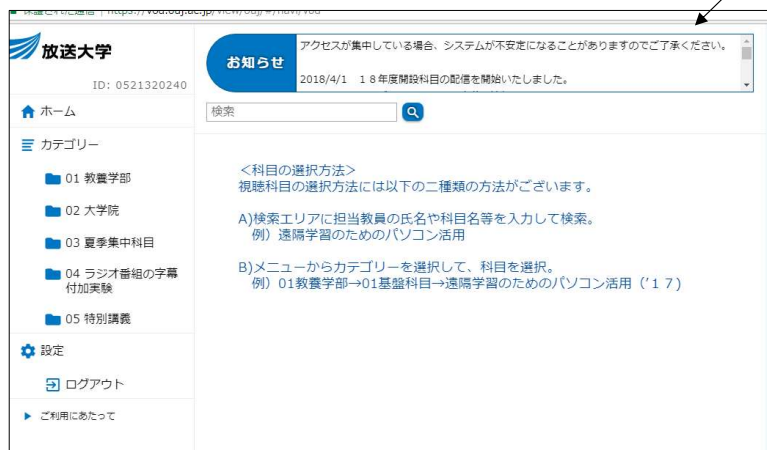 放送大学
ID: 0521320240
お知らせ
アクセスが集中している場合、システムが不安定になることがありますのでご了承ください。
2018/4/1 １８年度開設科目の配信を開始いたしました。
検索
ホーム
カテゴリー
01 教養学部
02 大学院
03 夏季集中科目
04 ラジオ番組の字幕
付加実験
05 特別講義
設定
ログアウト
ご利用にあたって
＜科目の選択方法＞
視聴科目の選択方法には以下の二種類の方法がございます。
A)検索エリアに担当教員の氏名や科目名等を入力して検索。
例）遠隔学習のためのパソコン活用
B)メニューからカテゴリーを選択して、科目を選択。
例）01教養学部→01基盤科目→遠隔学習のためのパソコン活用（’１７）